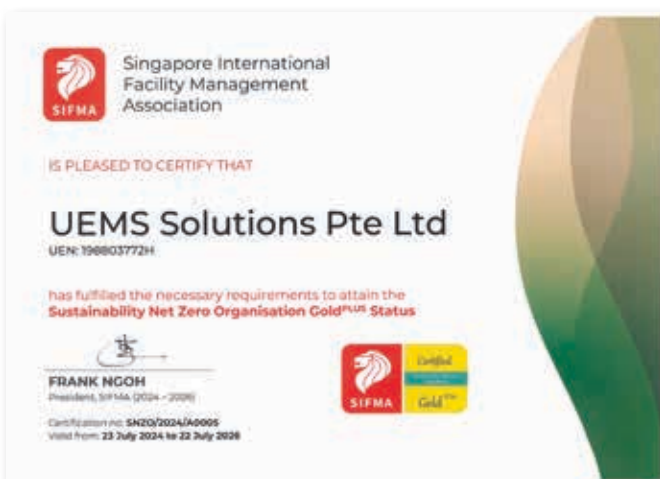 SIFMA
Singapore International
Facility Management
Association
IS PLEASED TO CERTIFY THAT
UEMS Solutions Pte Ltd
UEN: 198803772H
has fulfilled the necessary requirements to attain the
Sustainability Net Zero Organisation GoldPLUS Status
FRANK NGOH
President, SIFMA (2024 - 2026)
Certification no: SNZO/2024/A0005
Valid from: 23 July 2024 to 22 July 2026
SIFMA
Certified
Gold PLUS